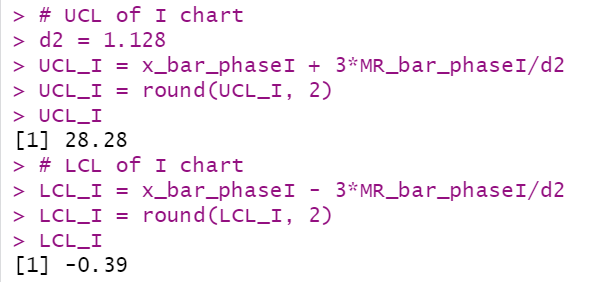 > # UCL of I chart
> d2 = 1.128
> UCL_I = x_bar_phaseI + 3*MR_bar_phaseI/d2
> UCL_I = round(UCL_I, 2)
> UCL_I
[1] 28.28
> # LCL of I chart
> LCL_I = x_bar_phaseI - 3*MR_bar_phaseI/d2
> LCL_I = round(LCL_I, 2)
> LCL_I
[1] -0.39